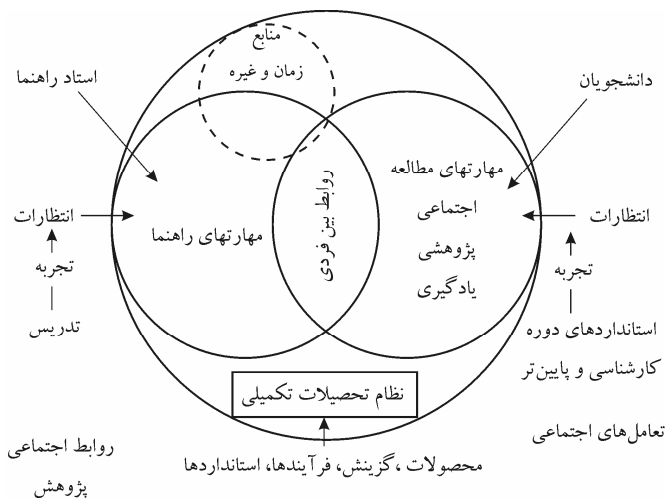 منابع
زمان و غیره
استاد راهنما
دانشجویان
مهارتهای مطالعه
اجتماعی
پژوهشی
یادگیری
روابط بین فردی
مهارتهای راهنما
انتظارات
تجربه
تدریس
انتظارات
تجربه
استانداردهای دوره
کارشناسی و پایین‌تر
نظام تحصیلات تکمیلی
تعامل‌های اجتماعی
روابط اجتماعی
پژوهش
محصولات ،گزینش، فرآیندها، استانداردها